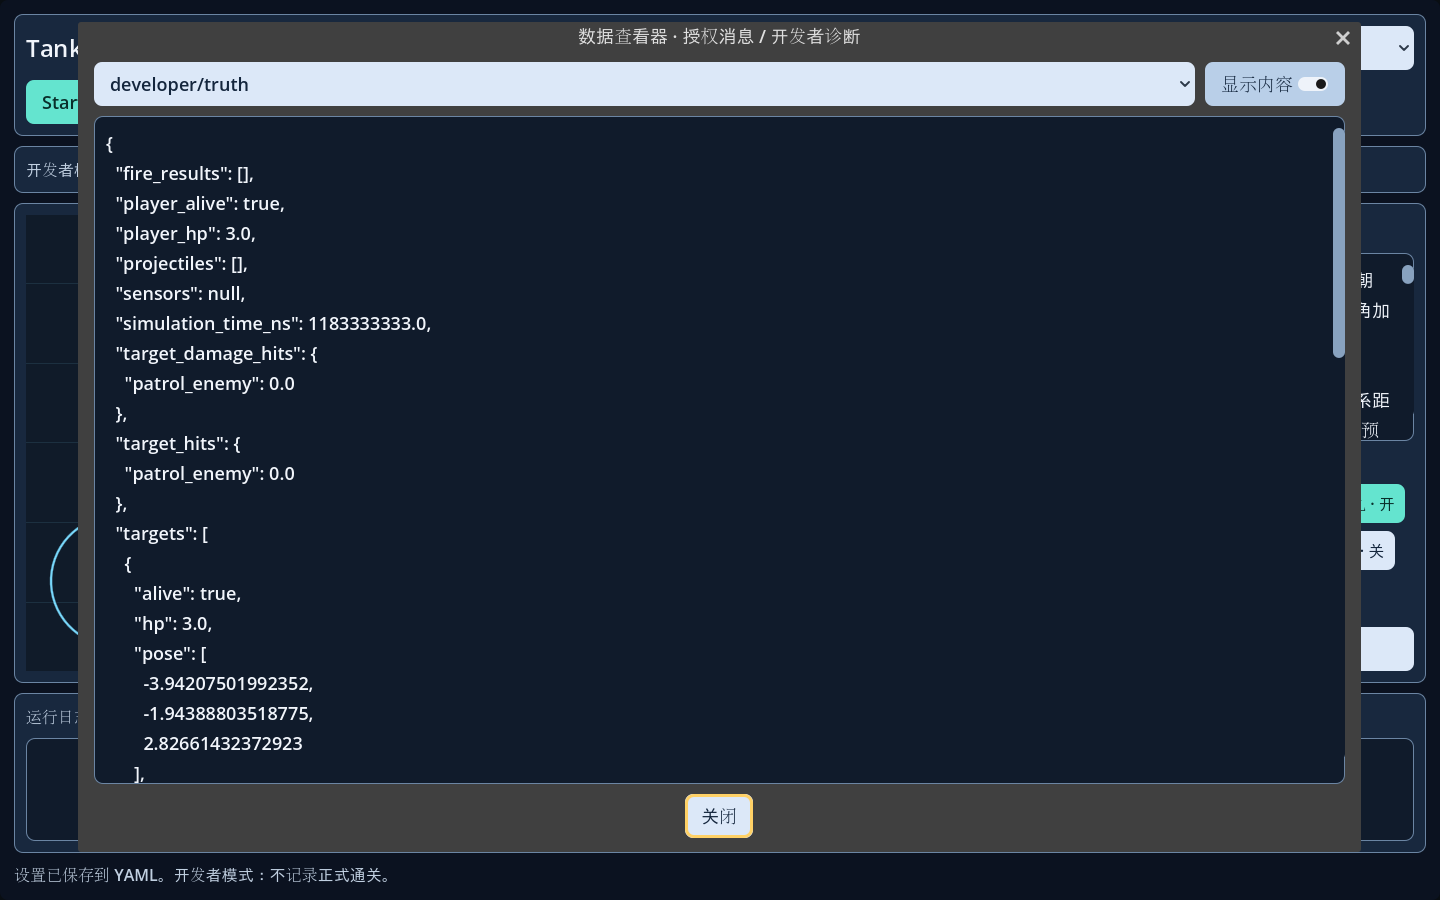 数据查看器 · 授权消息 / 开发者诊断
Tank
developer/truth
显示内容
Star
{
"fire_results": [],
"player_alive": true,
"player_hp": 3.0,
"projectiles": [],
"sensors": null,
"simulation_time_ns": 1183333333.0,
"target_damage_hits": {
"patrol_enemy": 0.0
},
"target_hits": {
"patrol_enemy": 0.0
},
"targets": [
{
"alive": true,
"hp": 3.0,
"pose": [
-3.94207501992352,
-1.94388803518775,
2.82661432372923
],
开发者
朝
角加
系距
预
· 开
· 关
运行日
关闭
设置已保存到 YAML。开发者模式：不记录正式通关。